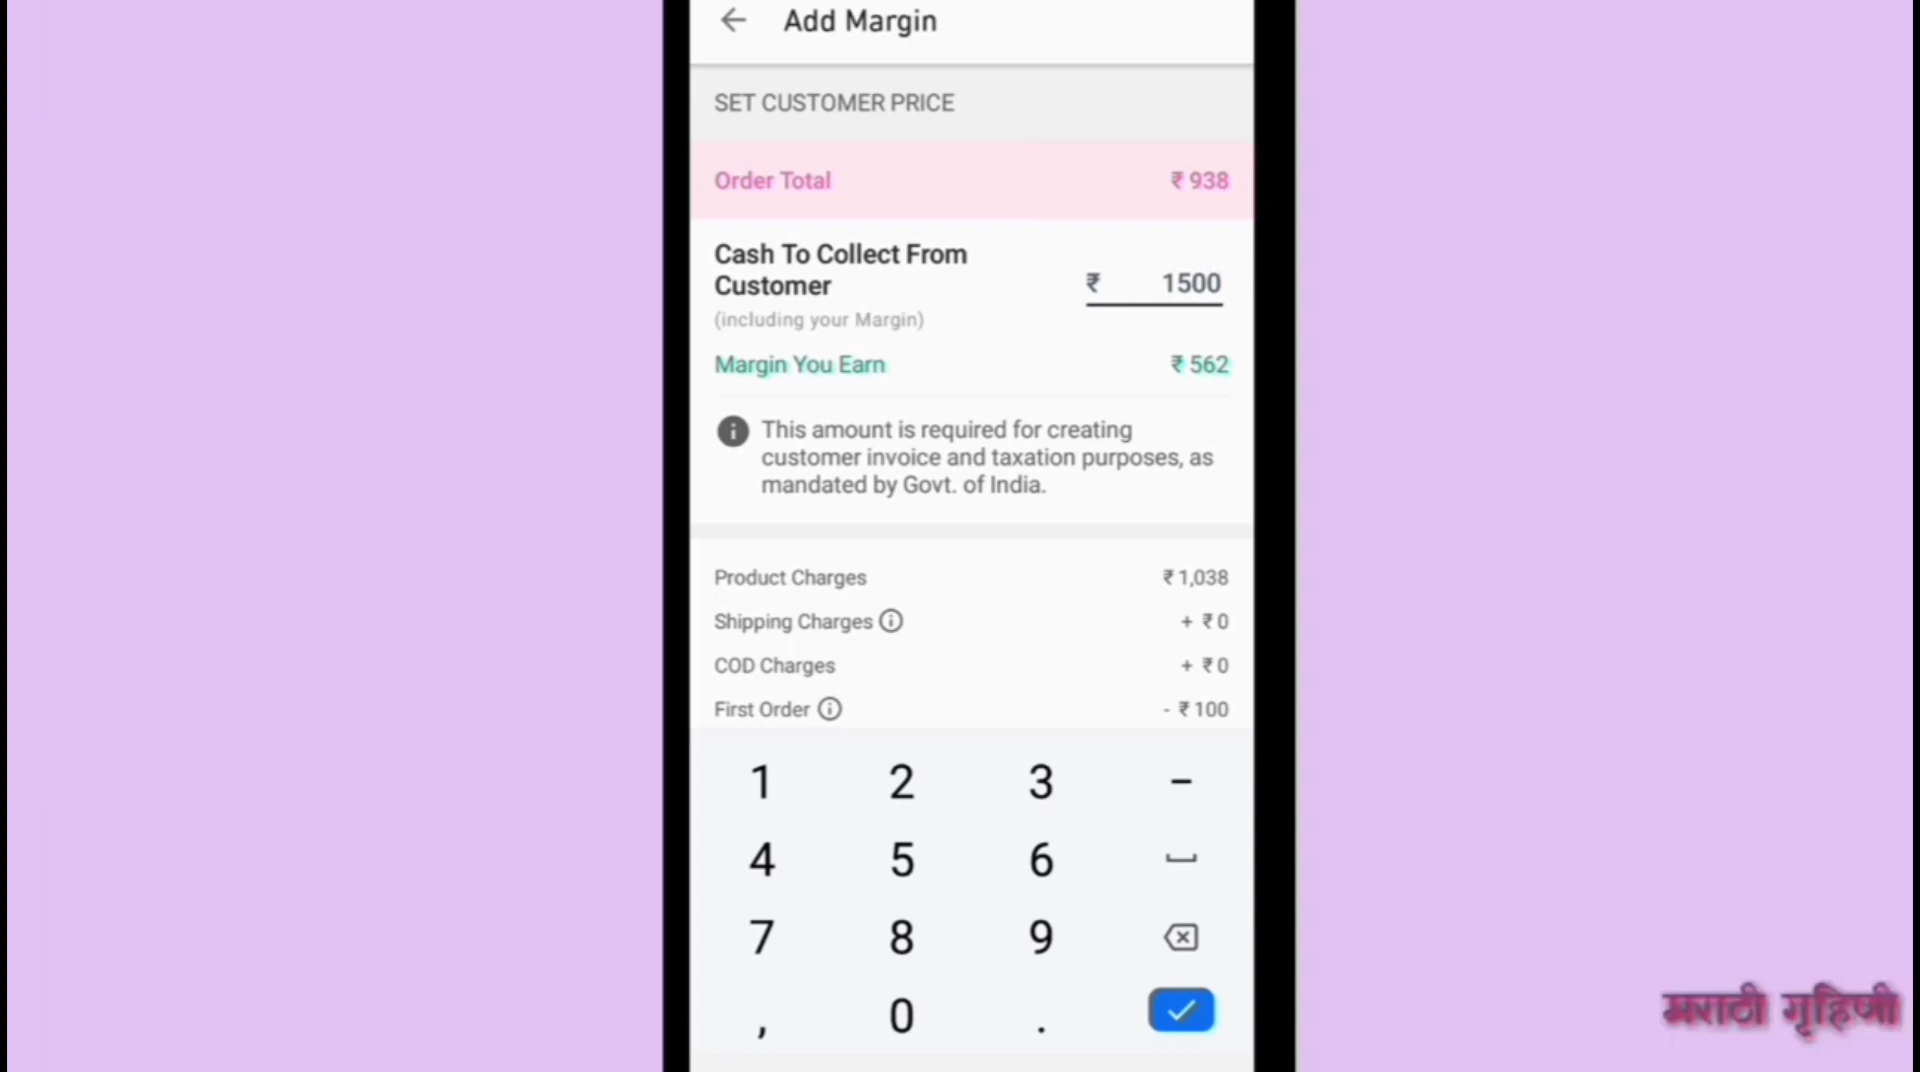 Add Margin
SET CUSTOMER PRICE
Order Total ₹ 938
Cash To Collect From
Customer
₹ 1500
(including your Margin)
Margin You Earn ₹ 562
This amount is required for creating
customer invoice and taxation purposes, as
mandated by Govt. of India.
Product Charges ₹ 1,038
Shipping Charges + ₹ 0
COD Charges + ₹ 0
First Order - ₹ 100
1 2 3 –
4 5 6
7 8 9
, 0 .
मराठी गृहिणी